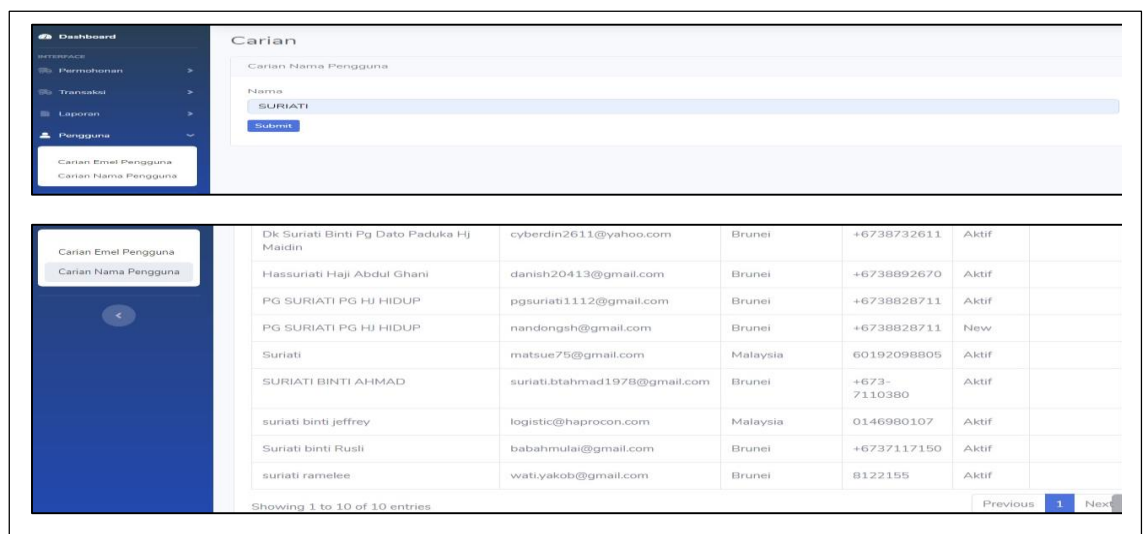 Dashboard
INTERFACE
Permohonan
Transaksi
Laporan
Pengguna
Carian Emel Pengguna
Carian Nama Pengguna
Carian
Carian Nama Pengguna
Nama
SURIATI
Submit
Carian Emel Pengguna
Carian Nama Pengguna
Dk Suriati Binti Pg Dato Paduka Hj Maidin cyberdin2611@yahoo.com Brunei +6738732611 Aktif
Hassuriati Haji Abdul Ghani danish20413@gmail.com Brunei +6738892670 Aktif
PG SURIATI PG HJ HIDUP pgsuriati1112@gmail.com Brunei +6738828711 Aktif
PG SURIATI PG HJ HIDUP nandongsh@gmail.com Brunei +6738828711 New
Suriati matsue75@gmail.com Malaysia 60192098805 Aktif
SURIATI BINTI AHMAD suriati.btahmad1978@gmail.com Brunei +673-7110380 Aktif
suriati binti jeffrey logistic@haprocon.com Malaysia 0146980107 Aktif
Suriati binti Rusli babahmulai@gmail.com Brunei +6737117150 Aktif
suriati ramelee wati.yakob@gmail.com Brunei 8122155 Aktif
Showing 1 to 10 of 10 entries
Previous 1 Next